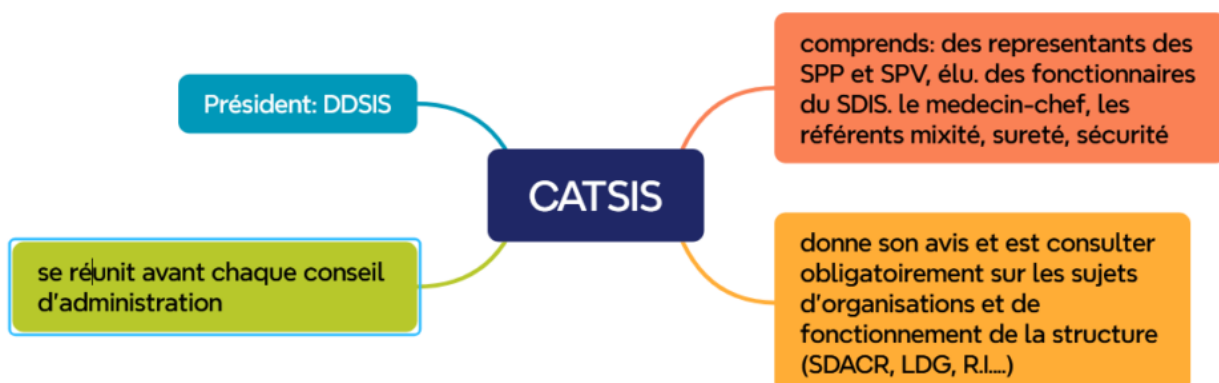 Président: DDSIS
comprends: des representants des
SPP et SPV, élu. des fonctionnaires
du SDIS. le medecin-chef, les
référents mixité, sureté, sécurité
CATSIS
se réunit avant chaque conseil
d'administration
donne son avis et est consulter
obligatoirement sur les sujets
d'organisations et de
fonctionnement de la structure
(SDACR, LDG, R.I....)